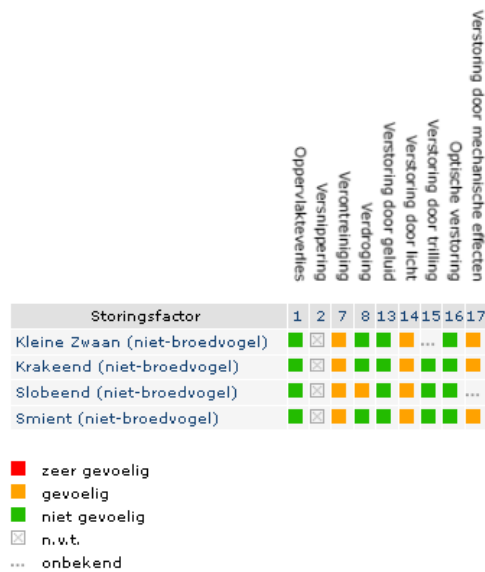 Oppervlakteverlies
Versnippering
Verontreiniging
Verdroging
Verstoring door geluid
Verstoring door licht
Verstoring door trilling
Optische verstoring
Verstoring door mechanische effecten
Storingsfactor 1 2 7 8 13 14 15 16 17
Kleine Zwaan (niet-broedvogel) ...
Krakeend (niet-broedvogel)
Slobeend (niet-broedvogel) ...
Smient (niet-broedvogel)
zeer gevoelig
gevoelig
niet gevoelig
n.v.t.
... onbekend